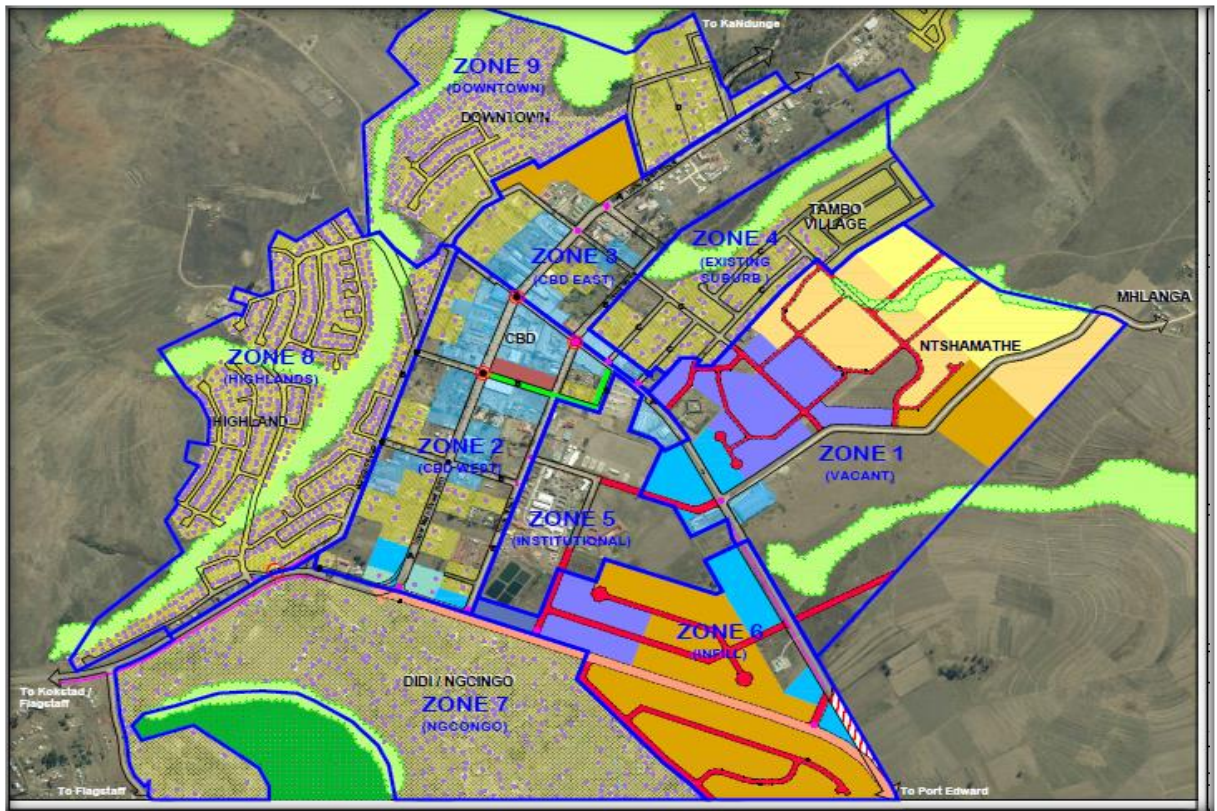 To KaNdunge
ZONE 9
(DOWNTOWN)
DOWNTOWN
TAMBO
VILLAGE
ZONE 4
(EXISTING
SUBURB)
ZONE 3
(CBD EAST)
MHLANGA
CBD
NTSHAMATHE
ZONE 8
(HIGHLANDS)
HIGHLAND
ZONE 2
(CBD WEST)
ZONE 1
(VACANT)
ZONE 5
(INSTITUTIONAL)
ZONE 6
(INFILL)
DIDI / NGCINGO
ZONE 7
(NGCONGO)
To Kokstad /
Flagstaff
To Flagstaff
To Port Edward